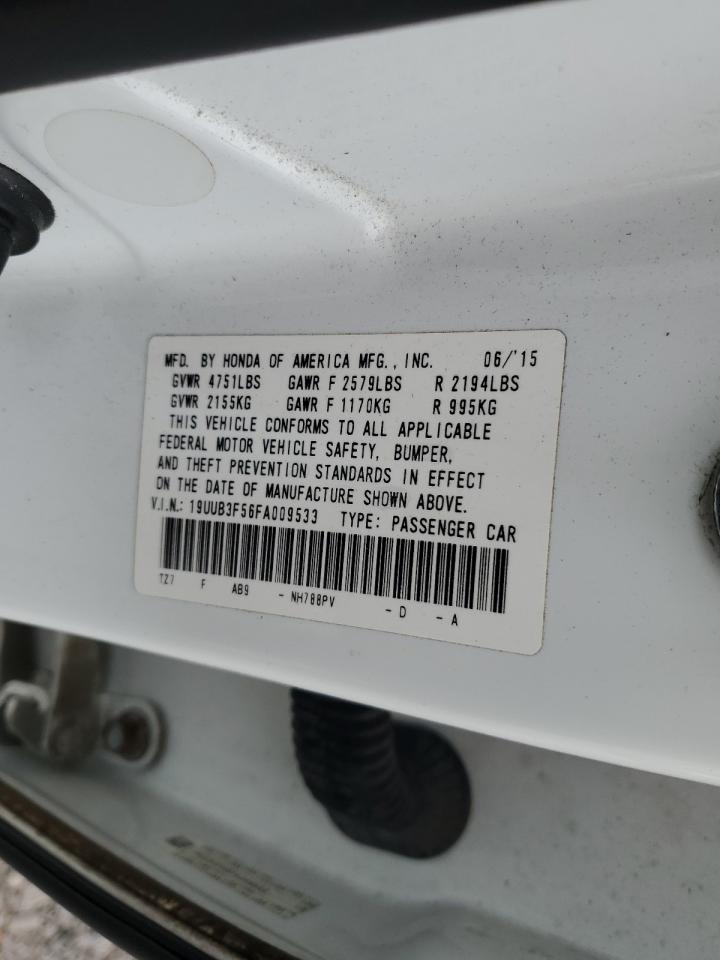 MFD. BY HONDA OF AMERICA MFG., INC. 06/'15
GVWR 4751LBS GAWR F 2579LBS R 2194LBS
GVWR 2155KG GAWR F 1170KG R 995KG
THIS VEHICLE CONFORMS TO ALL APPLICABLE
FEDERAL MOTOR VEHICLE SAFETY, BUMPER,
AND THEFT PREVENTION STANDARDS IN EFFECT
ON THE DATE OF MANUFACTURE SHOWN ABOVE.
V.I.N.: 19UUB3F56FA009533 TYPE: PASSENGER CAR
TZ7 F AB9 - NH788PV - D - A